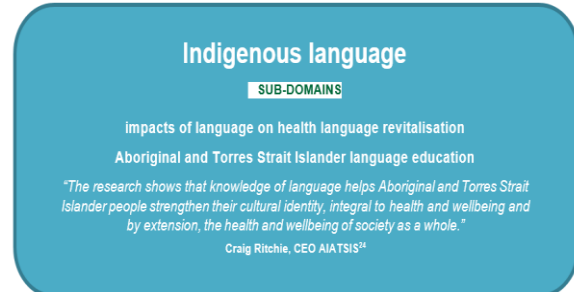 Indigenous language
SUB-DOMAINS
impacts of language on health language revitalisation
Aboriginal and Torres Strait Islander language education
“The research shows that knowledge of language helps Aboriginal and Torres Strait
Islander people strengthen their cultural identity, integral to health and wellbeing and
by extension, the health and wellbeing of society as a whole.”
Craig Ritchie, CEO AIATSIS²⁴